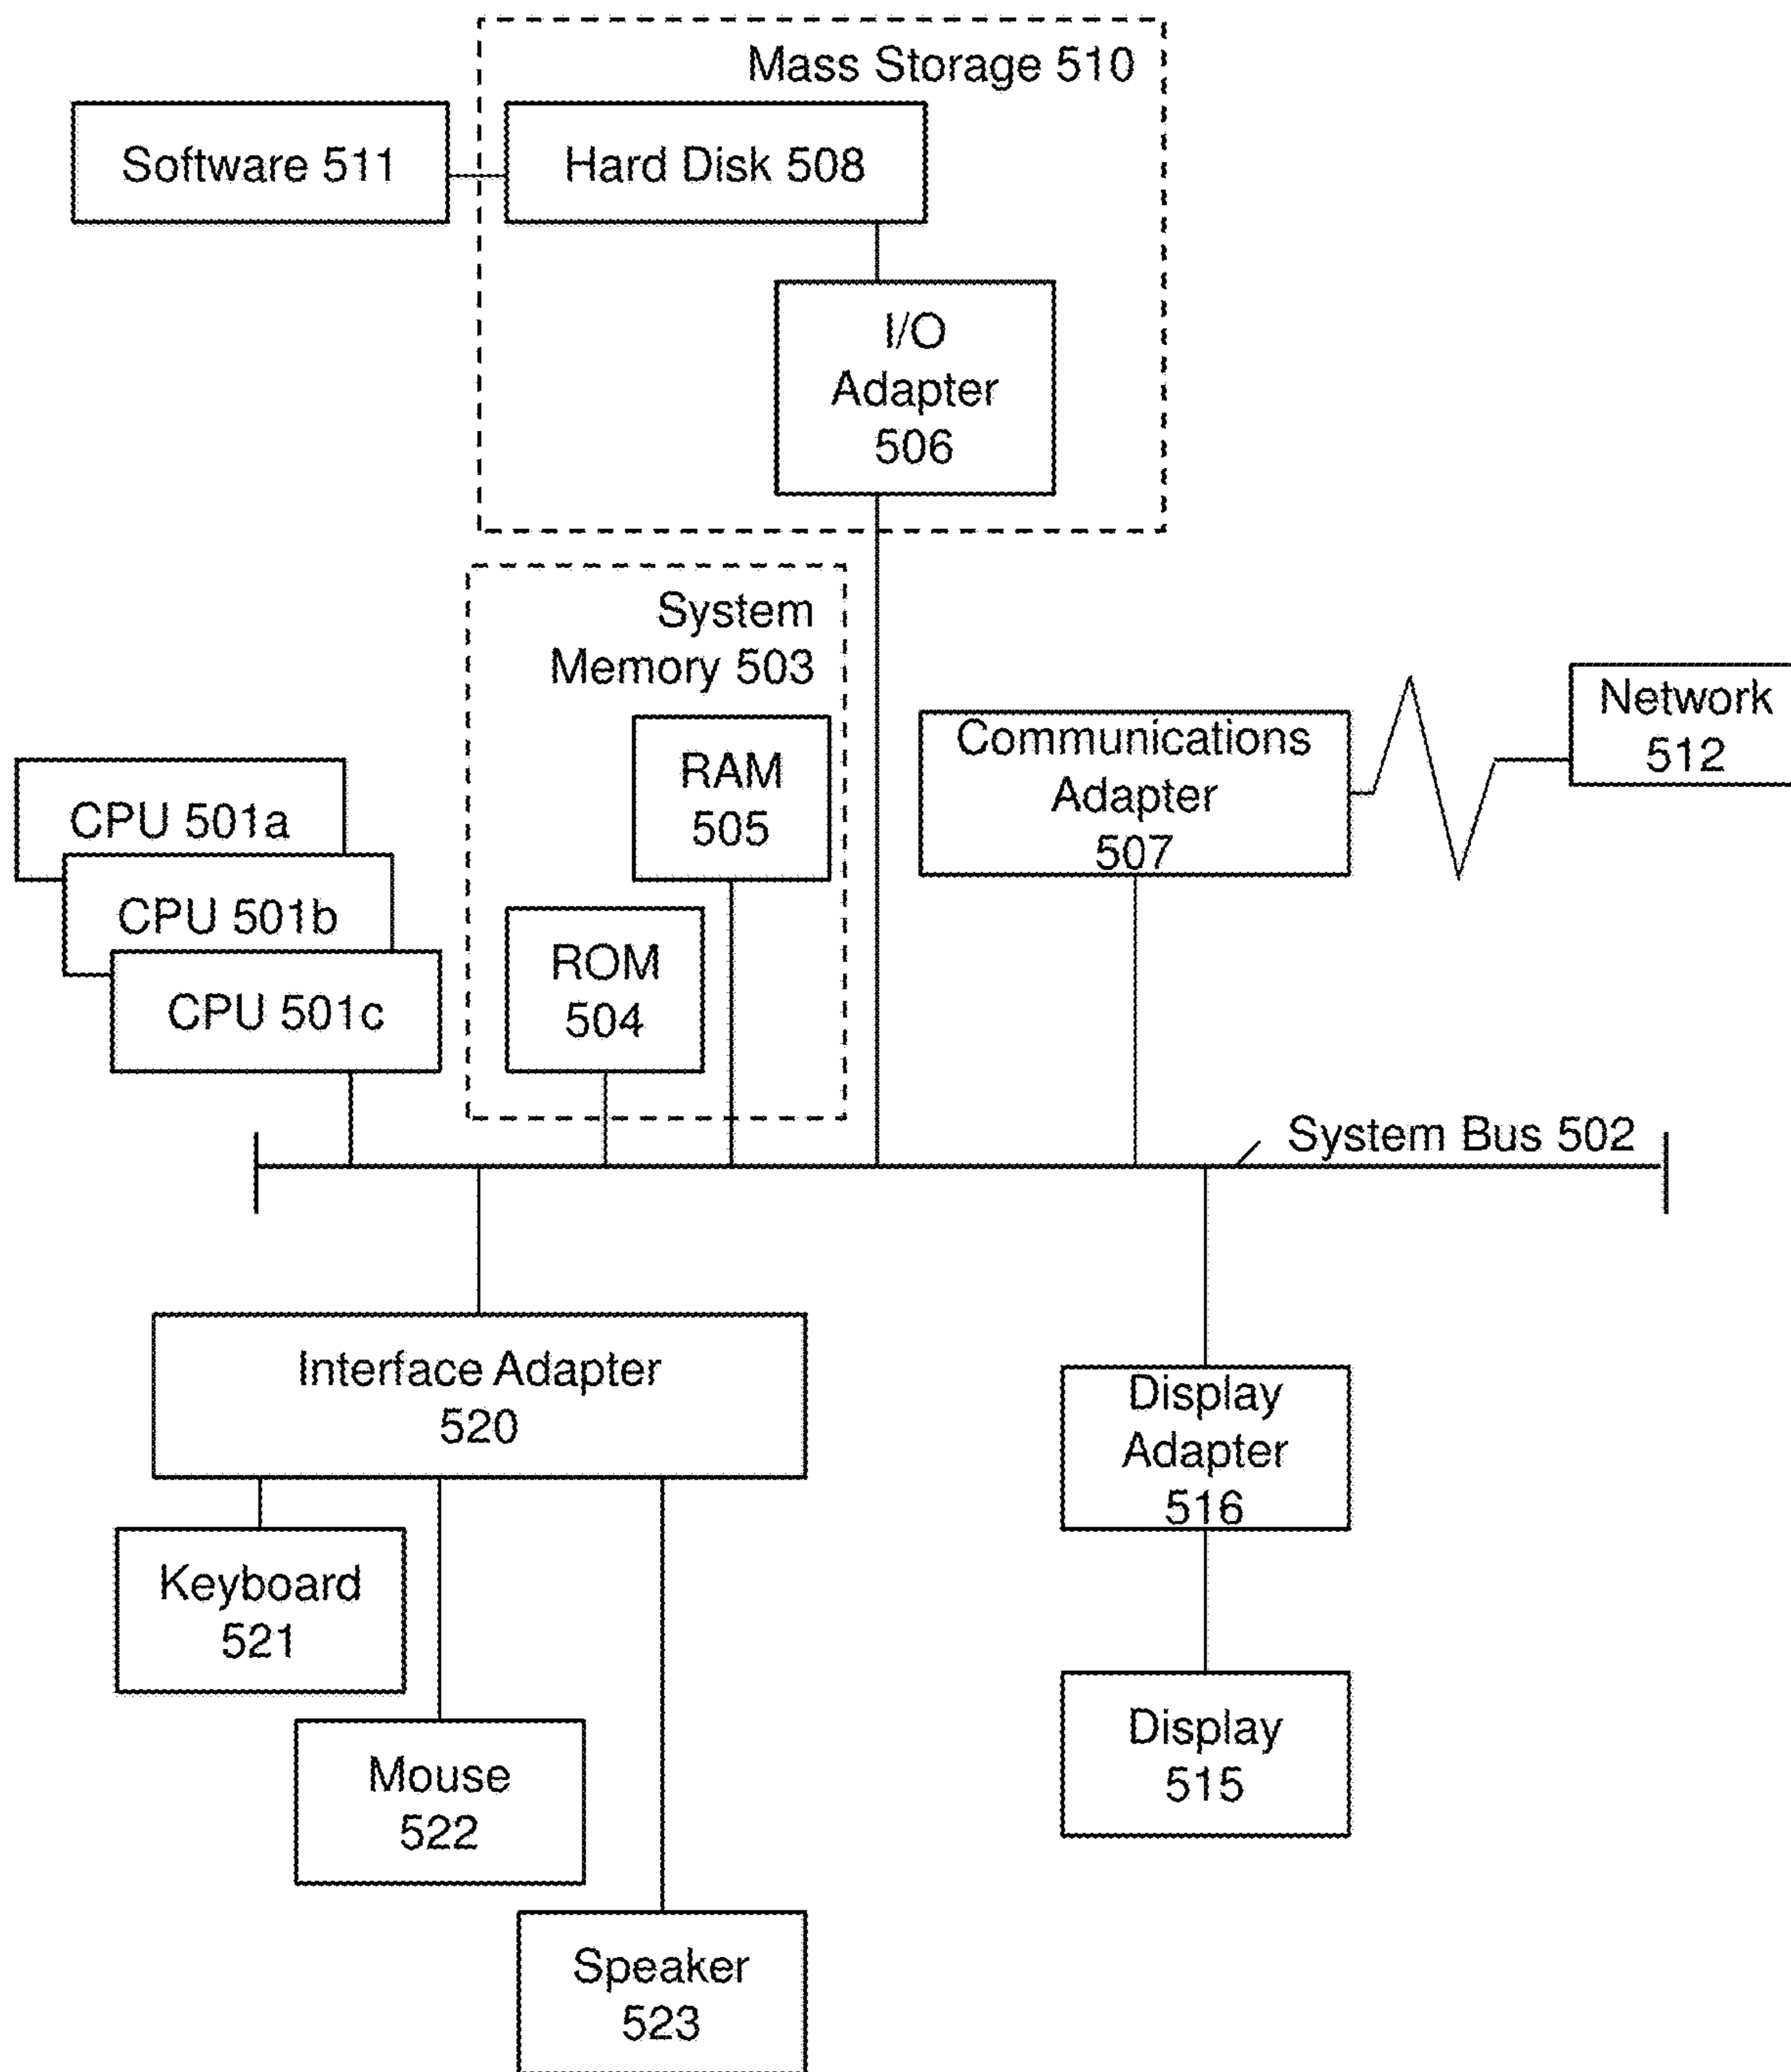 Mass Storage 510
Software 511
Hard Disk 508
I/O
Adapter
506
System
Memory 503
RAM
505
ROM
504
Communications
Adapter
507
Network
512
CPU 501a
CPU 501b
CPU 501c
System Bus 502
Interface Adapter
520
Display
Adapter
516
Keyboard
521
Mouse
522
Display
515
Speaker
523